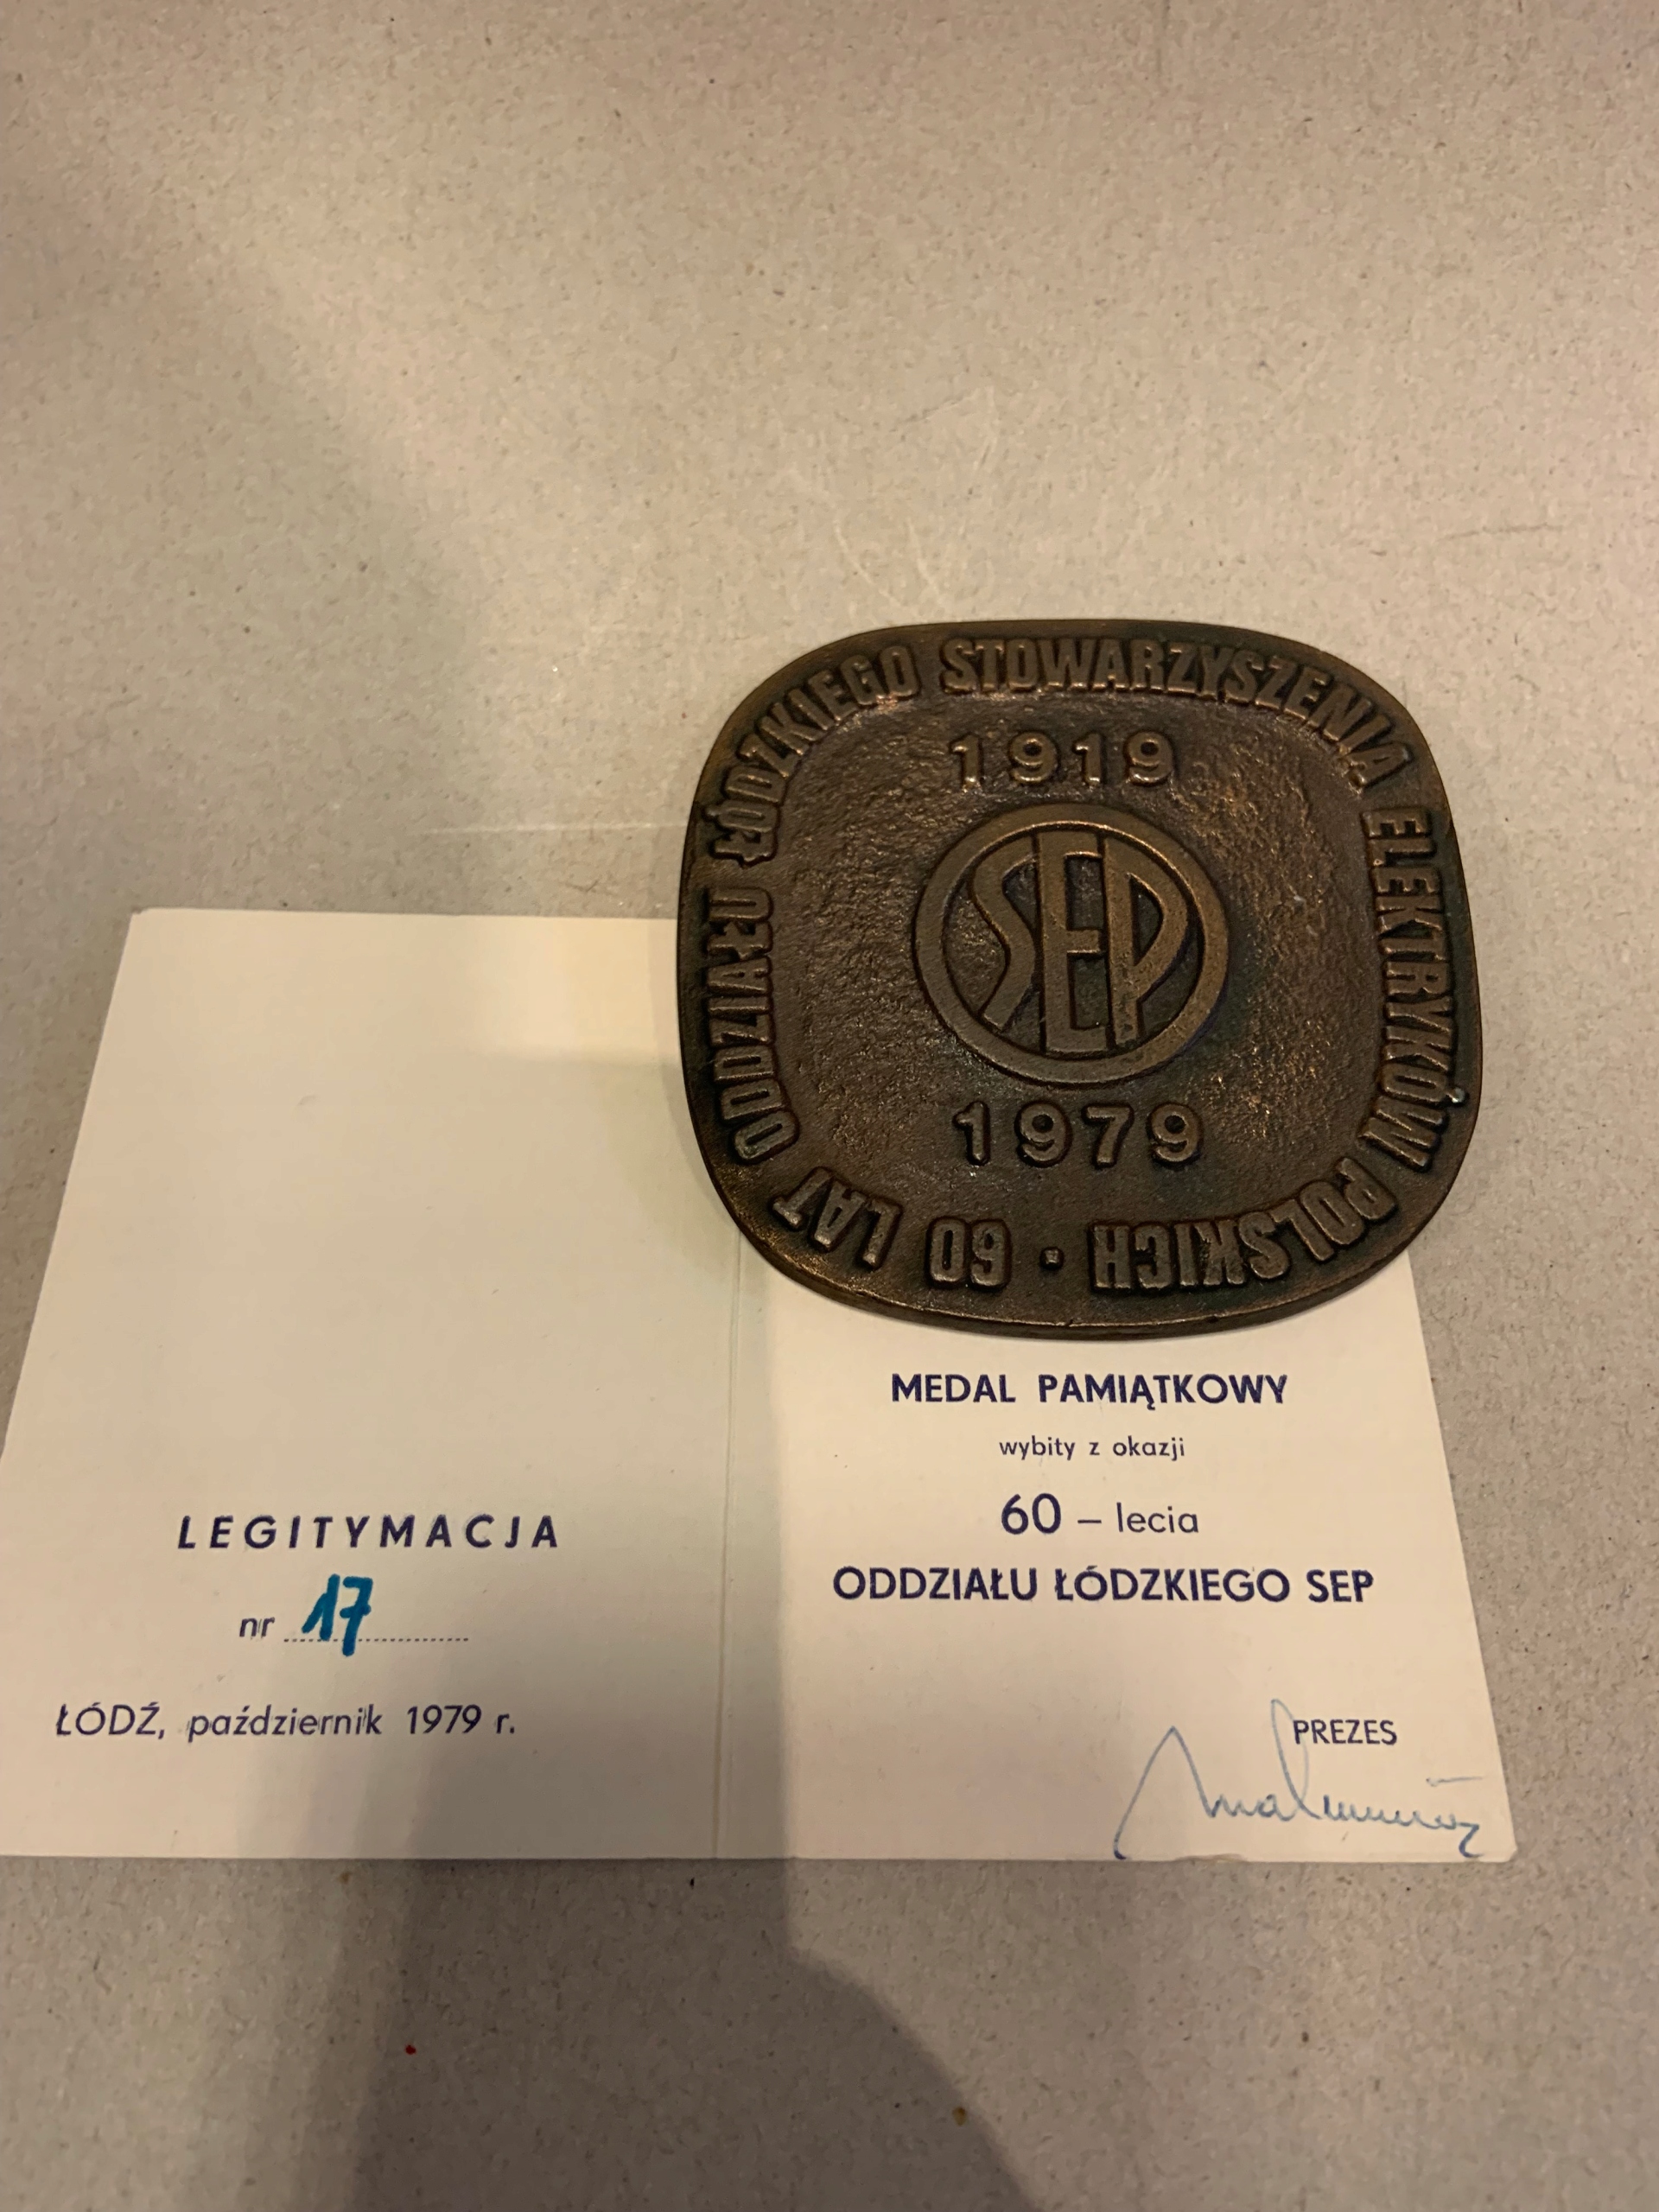 60 LAT ODDZIAŁU ŁÓDZKIEGO STOWARZYSZENIA ELEKTRYKÓW POLSKICH •
1919
SEP
1979
LEGITYMACJA
nr 17
ŁÓDŹ, październik 1979 r.
MEDAL PAMIĄTKOWY
wybity z okazji
60 – lecia
ODDZIAŁU ŁÓDZKIEGO SEP
PREZES